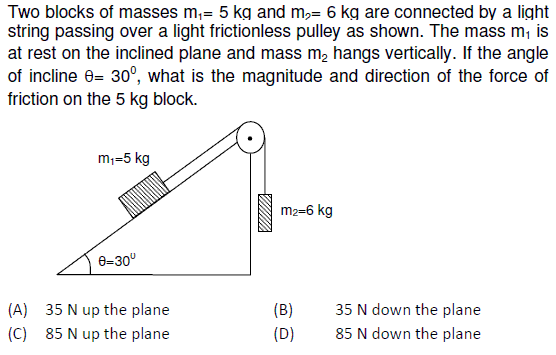 Two blocks of masses m₁= 5 kg and m₂= 6 kg are connected by a light
string passing over a light frictionless pulley as shown. The mass m₁ is
at rest on the inclined plane and mass m₂ hangs vertically. If the angle
of incline θ= 30⁰, what is the magnitude and direction of the force of
friction on the 5 kg block.
m₁=5 kg
m₂=6 kg
θ=30⁰
(A) 35 N up the plane (B) 35 N down the plane
(C) 85 N up the plane (D) 85 N down the plane